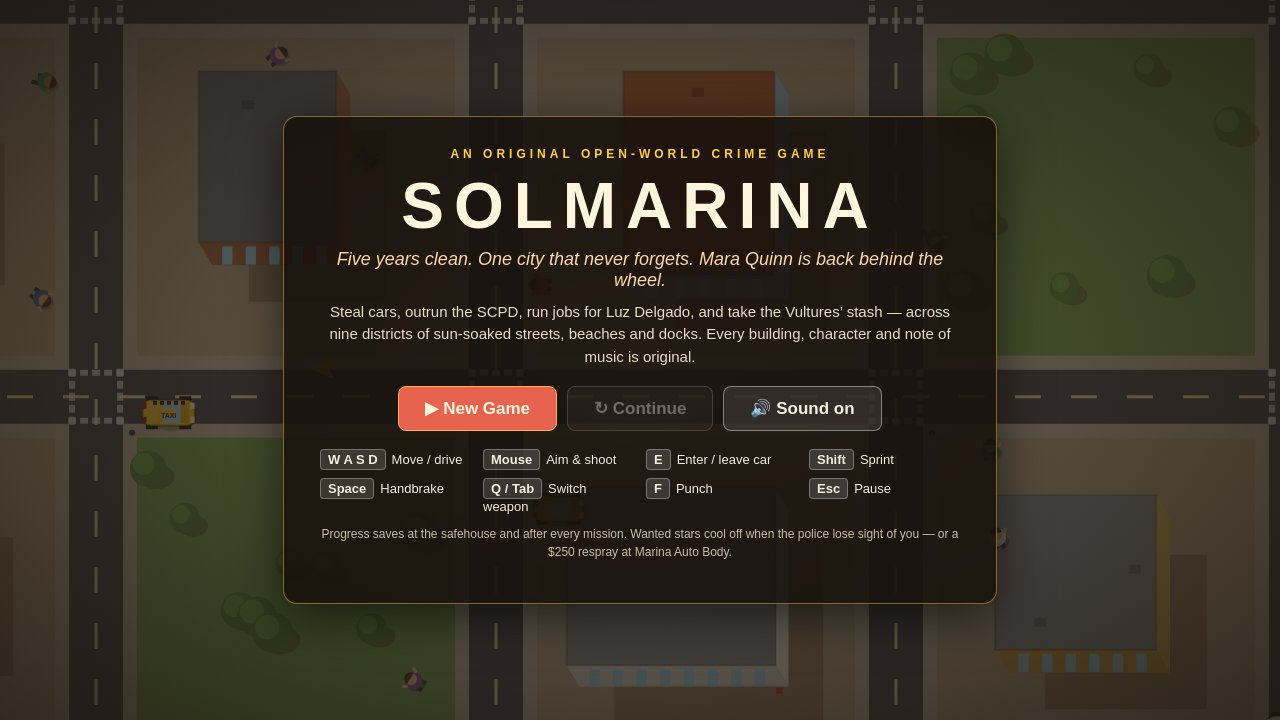 AN ORIGINAL OPEN-WORLD CRIME GAME
SOLMARINA
Five years clean. One city that never forgets. Mara Quinn is back behind the
wheel.
Steal cars, outrun the SCPD, run jobs for Luz Delgado, and take the Vultures’ stash — across
nine districts of sun-soaked streets, beaches and docks. Every building, character and note of
music is original.
▶ New Game
↻ Continue
🔊 Sound on
W A S D Move / drive
Mouse Aim & shoot
E Enter / leave car
Shift Sprint
Space Handbrake
Q / Tab Switch
weapon
F Punch
Esc Pause
Progress saves at the safehouse and after every mission. Wanted stars cool off when the police lose sight of you — or a
$250 respray at Marina Auto Body.
TAXI